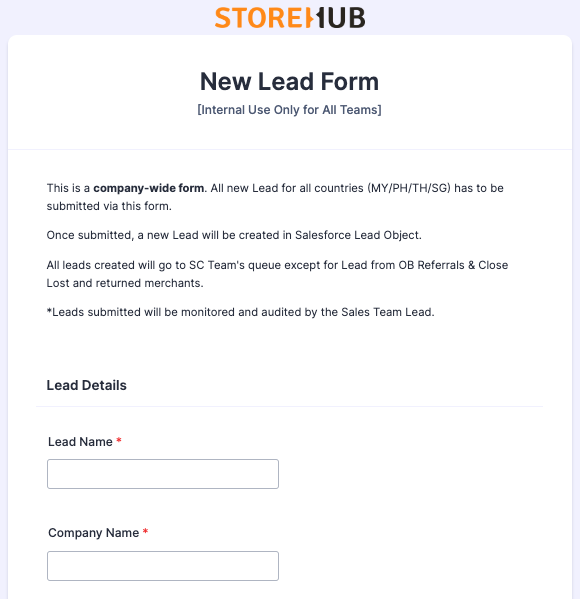 STOREHUB
New Lead Form
[Internal Use Only for All Teams]
This is a company-wide form. All new Lead for all countries (MY/PH/TH/SG) has to be
submitted via this form.
Once submitted, a new Lead will be created in Salesforce Lead Object.
All leads created will go to SC Team's queue except for Lead from OB Referrals & Close
Lost and returned merchants.
*Leads submitted will be monitored and audited by the Sales Team Lead.
Lead Details
Lead Name *
Company Name *